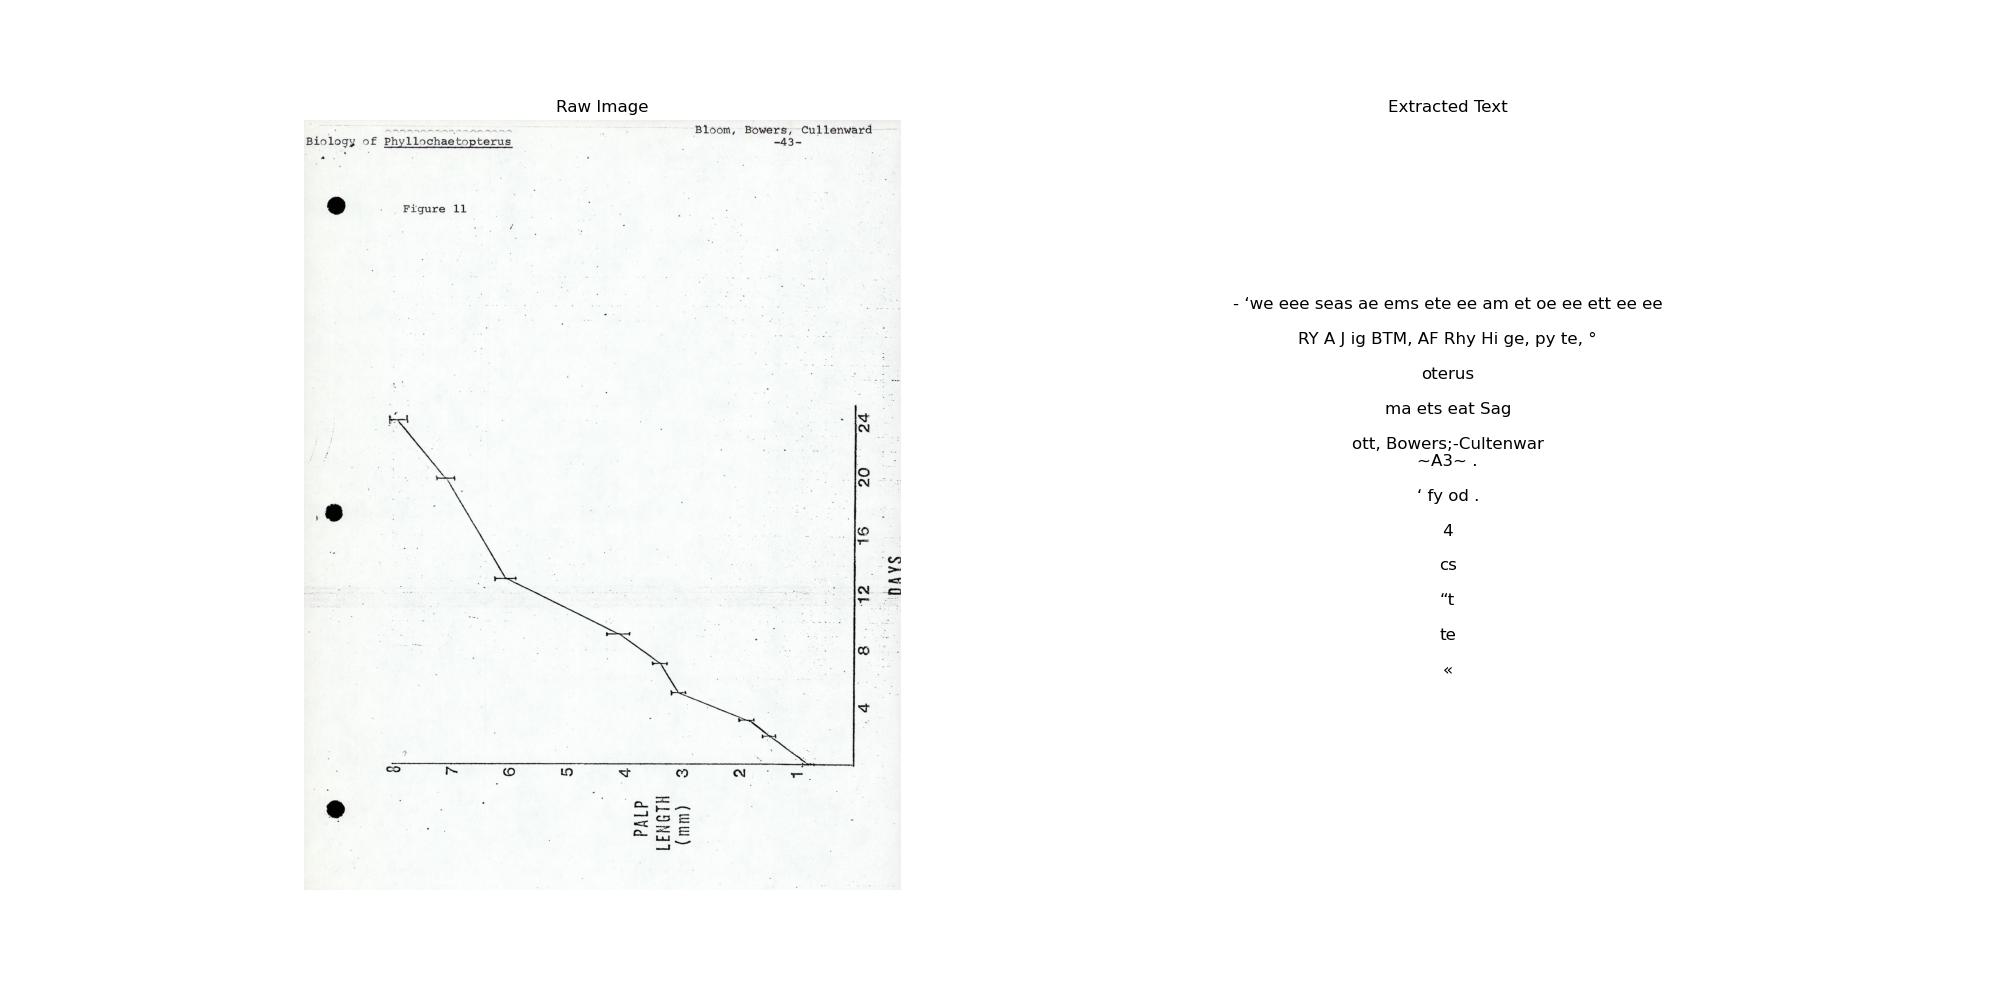 Raw Image
Biology of Phyllochaetopterus
Bloom, Bowers, Cullenward
-43-
Figure 11
8
7
6
5
4
3
2
1
PALP
LENGTH
(mm)
4
8
12
16
20
24
DAYS
Extracted Text
- ‘we eee seas ae ems ete ee am et oe ee ett ee ee
RY A J ig BTM, AF Rhy Hi ge, py te, °
oterus
ma ets eat Sag
ott, Bowers;-Cultenwar
~A3~ .
‘ fy od .
4
cs
“t
te
«